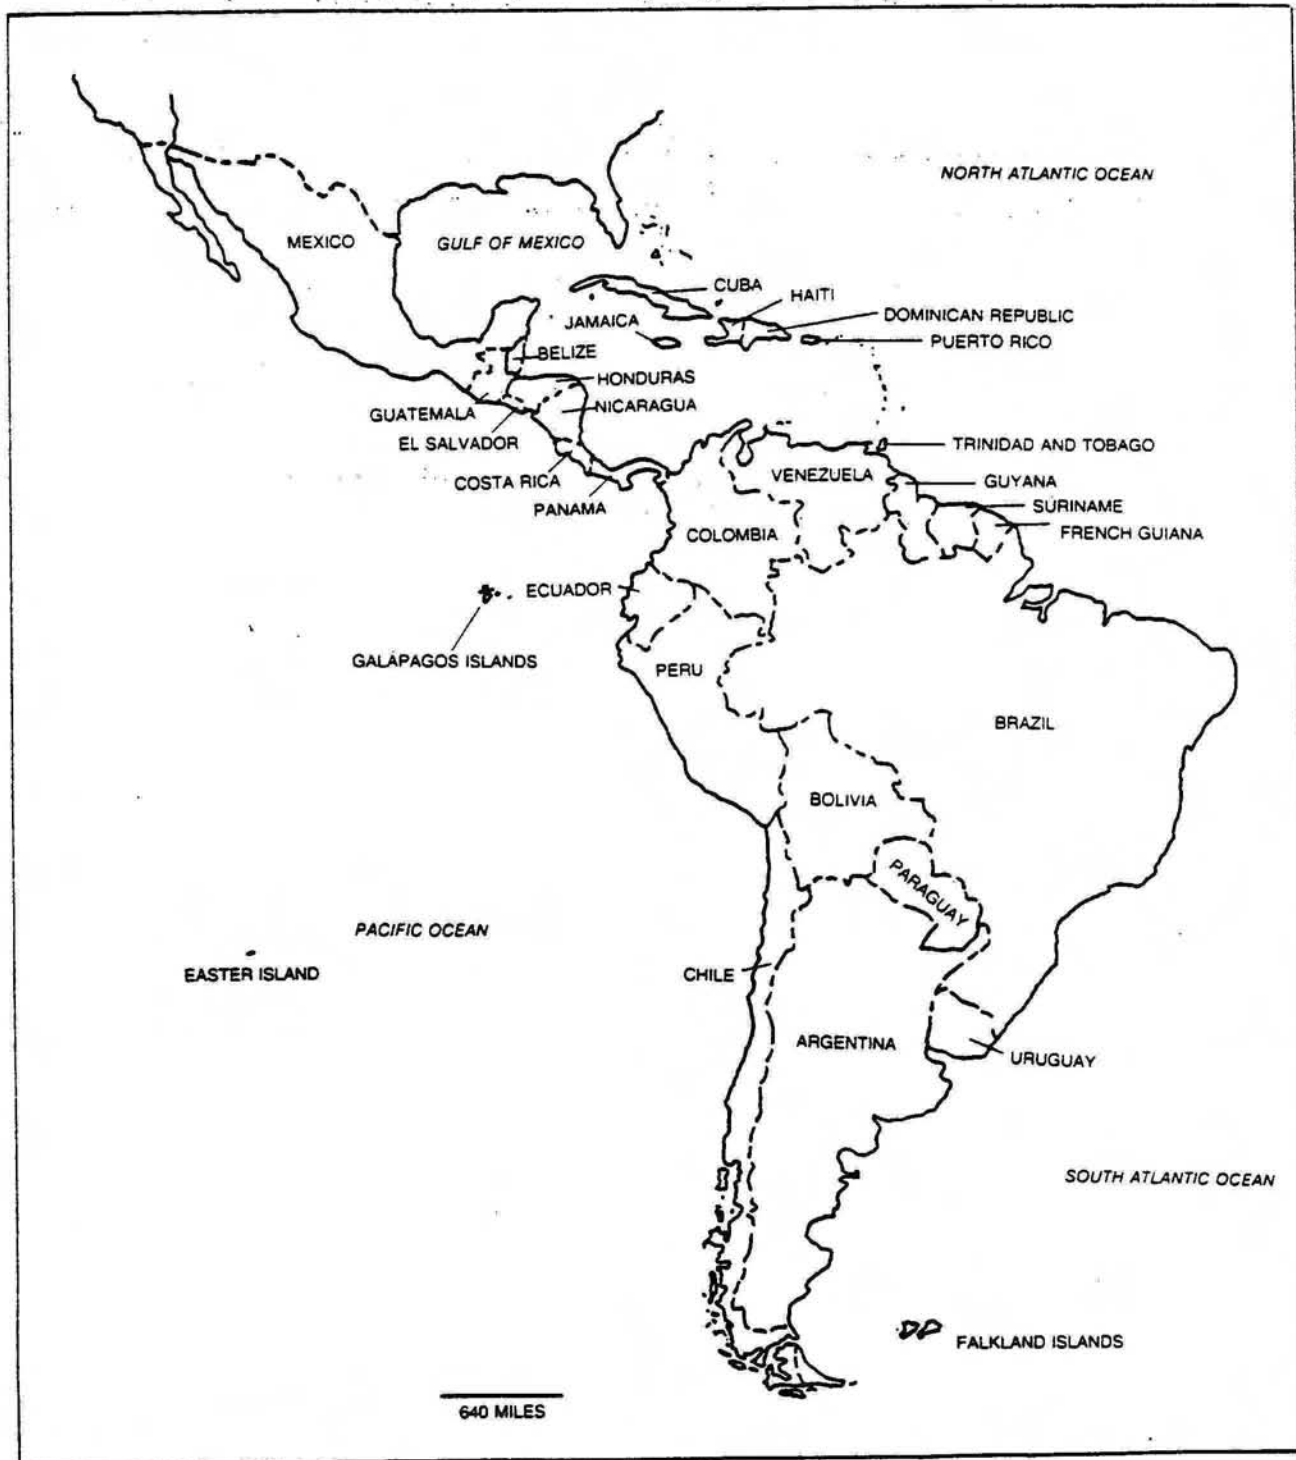 NORTH ATLANTIC OCEAN
MEXICO
GULF OF MEXICO
CUBA
HAITI
DOMINICAN REPUBLIC
JAMAICA
PUERTO RICO
BELIZE
HONDURAS
GUATEMALA
NICARAGUA
EL SALVADOR
TRINIDAD AND TOBAGO
COSTA RICA
VENEZUELA
GUYANA
PANAMA
SURINAME
COLOMBIA
FRENCH GUIANA
ECUADOR
GALÁPAGOS ISLANDS
PERU
BRAZIL
BOLIVIA
PARAGUAY
PACIFIC OCEAN
EASTER ISLAND
CHILE
ARGENTINA
URUGUAY
SOUTH ATLANTIC OCEAN
FALKLAND ISLANDS
640 MILES